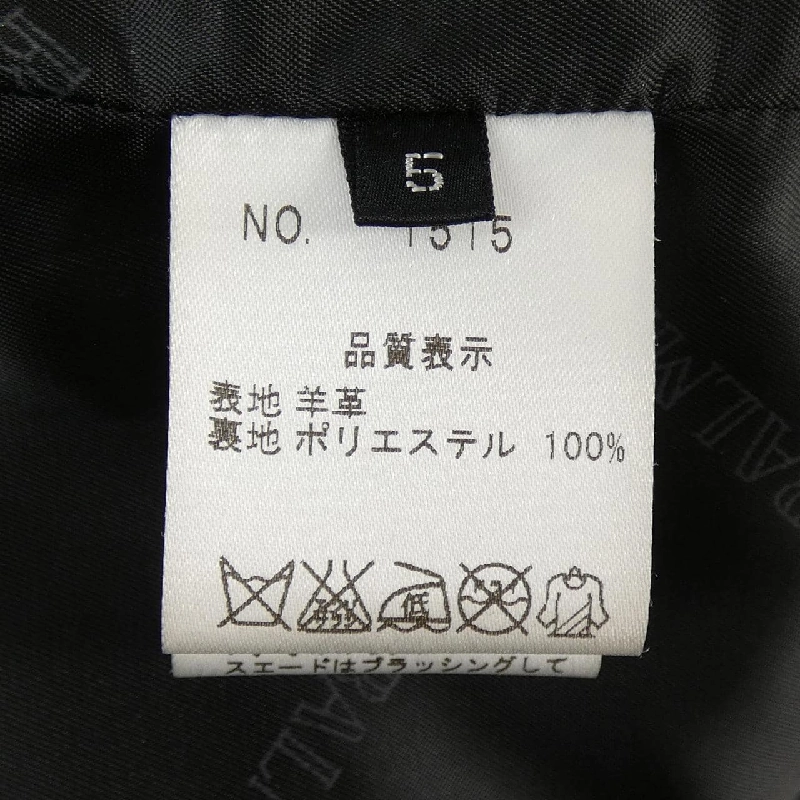 5
NO. 1515
品質表示
表地 羊革
裏地 ポリエステル 100%
低
スエードはブラッシングして